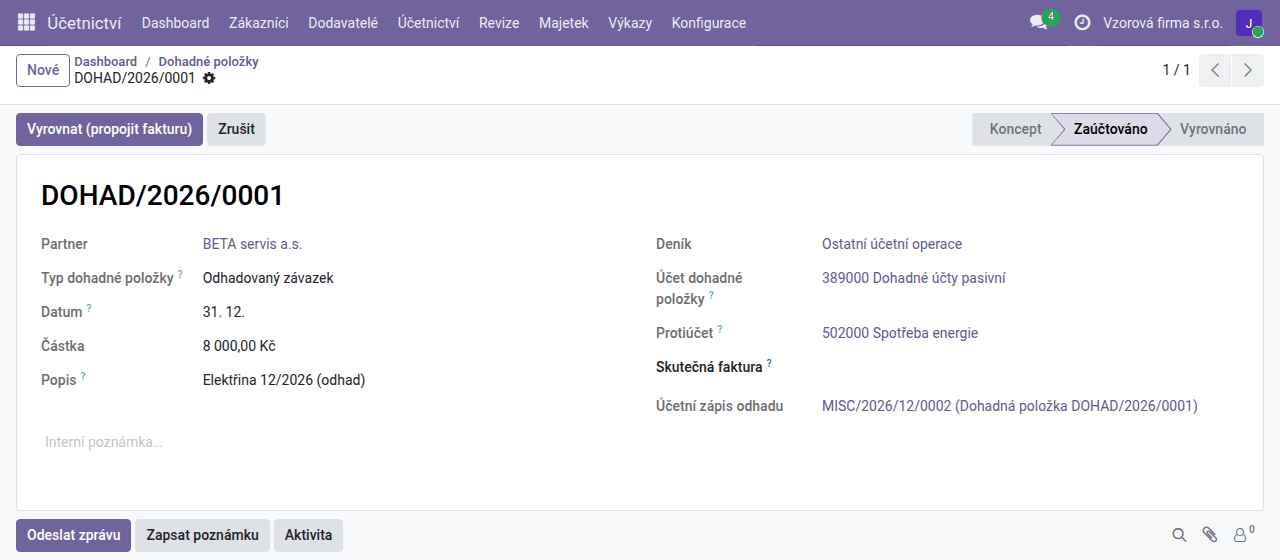 Účetnictví Dashboard Zákazníci Dodavatelé Účetnictví Revize Majetek Výkazy Konfigurace 4 Vzorová firma s.r.o. J
Nové Dashboard / Dohadné položky
DOHAD/2026/0001 1 / 1
Vyrovnat (propojit fakturu) Zrušit Koncept Zaúčtováno Vyrovnáno
DOHAD/2026/0001
Partner BETA servis a.s. Deník Ostatní účetní operace
Typ dohadné položky ? Odhadovaný závazek Účet dohadné položky ? 389000 Dohadné účty pasivní
Datum ? 31. 12. Protiúčet ? 502000 Spotřeba energie
Částka 8 000,00 Kč Skutečná faktura ?
Popis ? Elektřina 12/2026 (odhad) Účetní zápis odhadu MISC/2026/12/0002 (Dohadná položka DOHAD/2026/0001)
Interní poznámka…
Odeslat zprávu Zapsat poznámku Aktivita 0